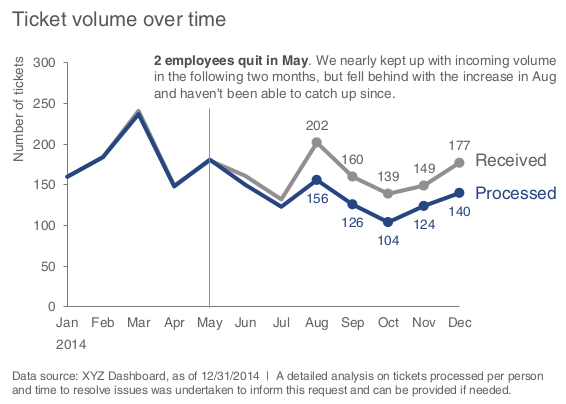 Ticket volume over time
2 employees quit in May. We nearly kept up with incoming volume
in the following two months, but fell behind with the increase in Aug
and haven't been able to catch up since.
Number of tickets
300
250
200
150
100
50
0
202
160
139
149
177
Received
156
126
104
124
140
Processed
Jan Feb Mar Apr May Jun Jul Aug Sep Oct Nov Dec
2014
Data source: XYZ Dashboard, as of 12/31/2014 | A detailed analysis on tickets processed per person
and time to resolve issues was undertaken to inform this request and can be provided if needed.